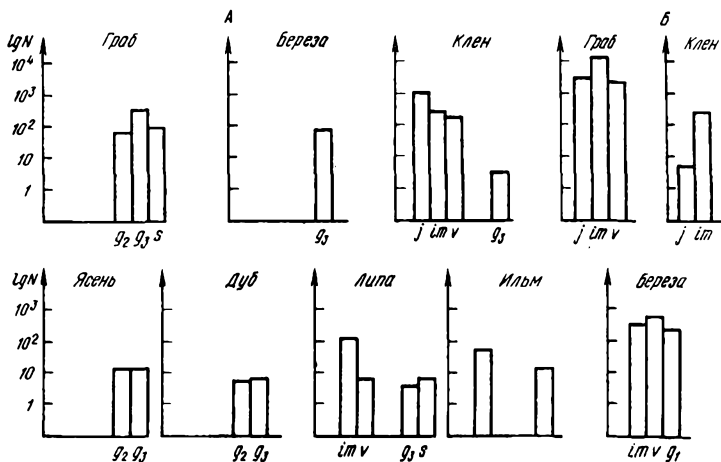 А Б
lgN Граб Береза Клен Граб Клен
10⁴
10³
10²
10
1
g₂ g₃ s g₃ j im v g₃ j im v j im
lgN Ясень Дуб Липа Ильм Береза
10³
10²
10
1
g₂ g₃ g₂ g₃ im v g₃ s im v g₁